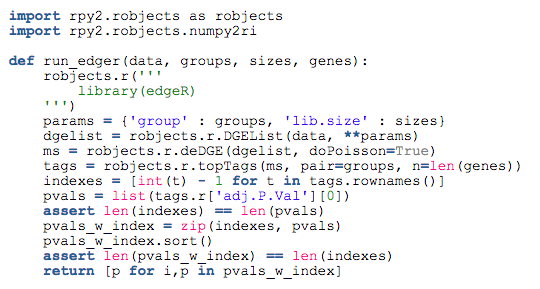 import rpy2.robjects as robjects
import rpy2.robjects.numpy2ri

def run_edger(data, groups, sizes, genes):
    robjects.r('''
        library(edgeR)
    ''')
    params = {'group' : groups, 'lib.size' : sizes}
    dgelist = robjects.r.DGEList(data, **params)
    ms = robjects.r.deDGE(dgelist, doPoisson=True)
    tags = robjects.r.topTags(ms, pair=groups, n=len(genes))
    indexes = [int(t) - 1 for t in tags.rownames()]
    pvals = list(tags.r['adj.P.Val'][0])
    assert len(indexes) == len(pvals)
    pvals_w_index = zip(indexes, pvals)
    pvals_w_index.sort()
    assert len(pvals_w_index) == len(indexes)
    return [p for i,p in pvals_w_index]